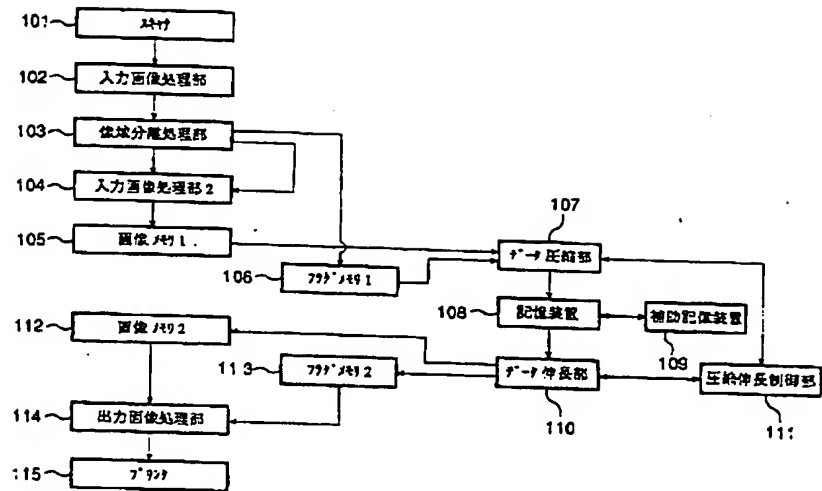 101
スキャナ
102
入力画像処理部
103
像域分離処理部
104
入力画像処理部2
105
画像メモリ1
106
フラグメモリ1
107
データ圧縮部
108
記憶装置
補助記憶装置
109
112
画像メモリ2
113
フラグメモリ2
データ伸長部
110
圧縮伸長制御部
111
114
出力画像処理部
115
プリンタ